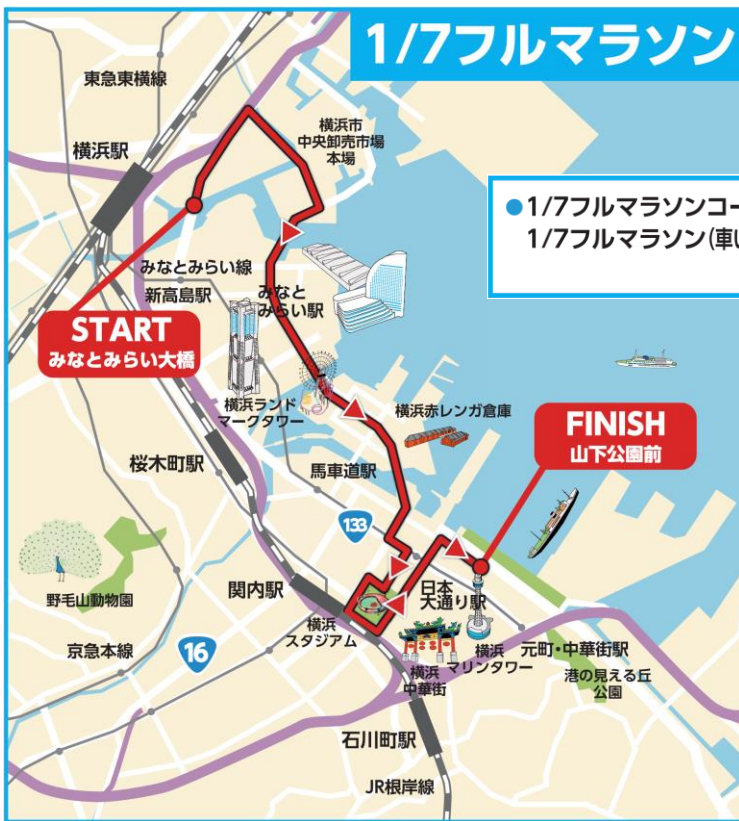 1/7フルマラソン
東急東横線
横浜駅
横浜市
中央卸売市場
本場
●1/7フルマラソンコー
1/7フルマラソン(車い
みなとみらい線
新高島駅
みなと
みらい駅
START
みなとみらい大橋
横浜ランド
マークタワー
横浜赤レンガ倉庫
FINISH
山下公園前
桜木町駅
馬車道駅
133
野毛山動物園
関内駅
日本
大通り駅
横浜
スタジアム
京急本線
16
横浜
中華街
横浜
マリンタワー
元町・中華街駅
港の見える丘
公園
石川町駅
JR根岸線